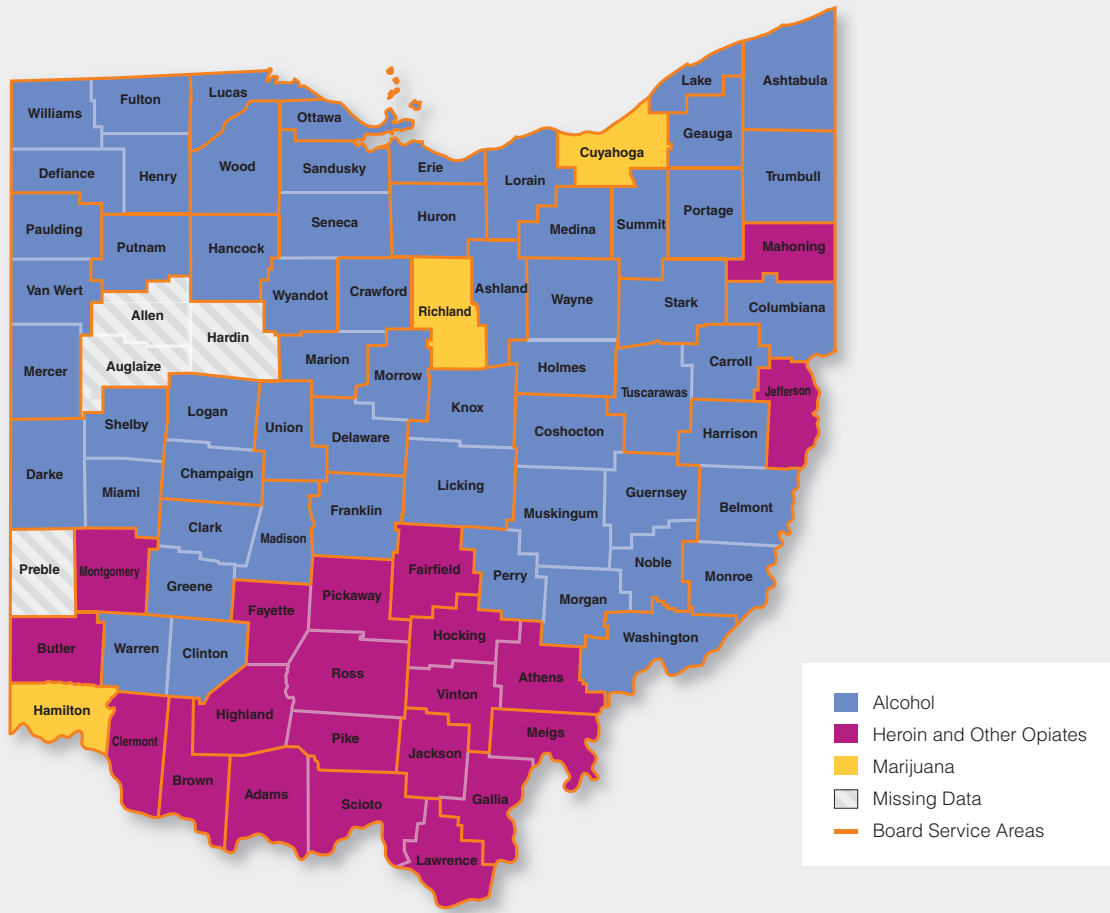 Lake
Ashtabula
Lucas
Fulton
Williams
Ottawa
Geauga
Cuyahoga
Wood
Sandusky
Erie
Defiance
Henry
Lorain
Trumbull
Portage
Huron
Seneca
Summit
Medina
Paulding
Putnam
Hancock
Mahoning
Van Wert
Wyandot
Crawford
Ashland
Wayne
Stark
Columbiana
Richland
Allen
Hardin
Marion
Carroll
Auglaize
Mercer
Morrow
Holmes
Tuscarawas
Jefferson
Logan
Knox
Shelby
Union
Delaware
Coshocton
Harrison
Darke
Champaign
Licking
Miami
Guernsey
Belmont
Franklin
Muskingum
Clark
Madison
Preble
Montgomery
Fairfield
Perry
Noble
Monroe
Greene
Pickaway
Fayette
Morgan
Hocking
Washington
Butler
Warren
Clinton
Ross
Athens
Vinton
Hamilton
Highland
Meigs
Clermont
Pike
Jackson
Brown
Adams
Scioto
Gallia
Lawrence
Alcohol
Heroin and Other Opiates
Marijuana
Missing Data
Board Service Areas